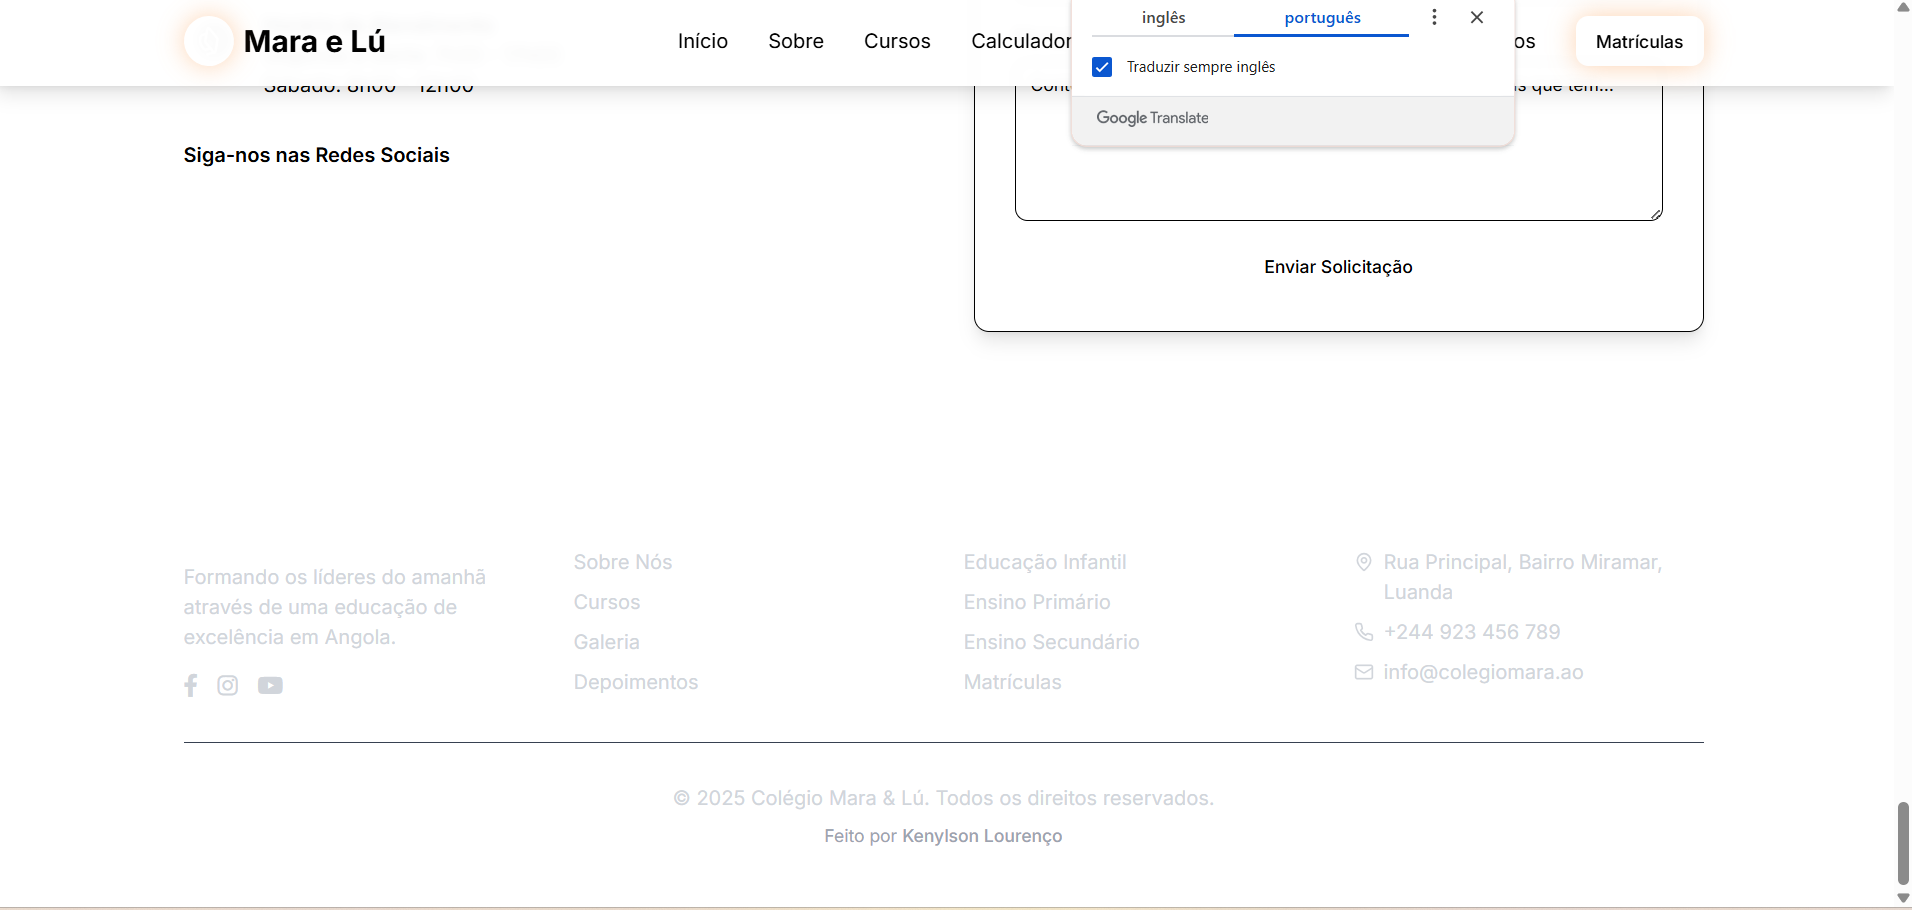 Mara e Lú
Início
Sobre
Cursos
Calculador
os
Matrículas
inglês
português
Traduzir sempre inglês
Google Translate
Sábado: 8h00 - 12h00
que tem...
Siga-nos nas Redes Sociais
Enviar Solicitação
Formando os líderes do amanhã
através de uma educação de
excelência em Angola.
Sobre Nós
Cursos
Galeria
Depoimentos
Educação Infantil
Ensino Primário
Ensino Secundário
Matrículas
Rua Principal, Bairro Miramar,
Luanda
+244 923 456 789
info@colegiomara.ao
© 2025 Colégio Mara & Lú. Todos os direitos reservados.
Feito por Kenylson Lourenço